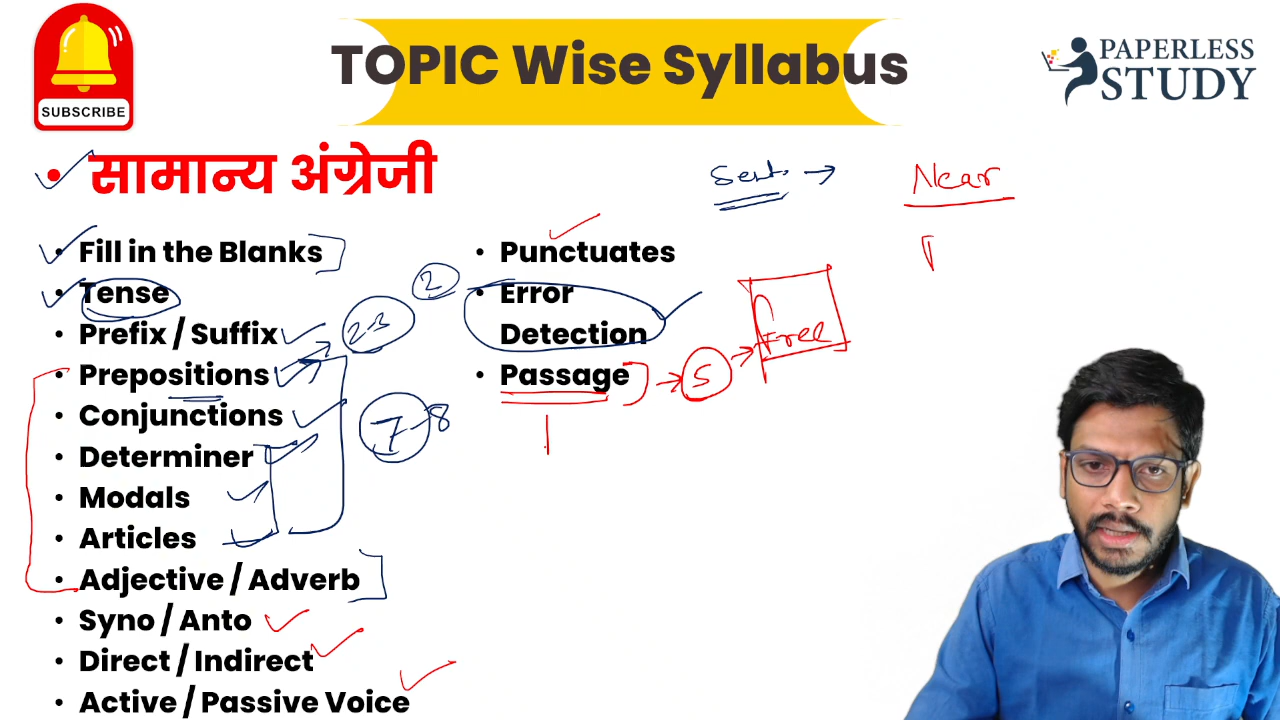 SUBSCRIBE
TOPIC Wise Syllabus
PAPERLESS
STUDY
• सामान्य अंग्रेजी
Sent. →
Near
• Fill in the Blanks
• Tense
• Prefix / Suffix
• Prepositions
• Conjunctions
• Determiner
• Modals
• Articles
• Adjective / Adverb
• Syno / Anto
• Direct / Indirect
• Active / Passive Voice
2-3
2
7-8
• Punctuates
• Error
Detection
• Passage
→ 5 →
Free